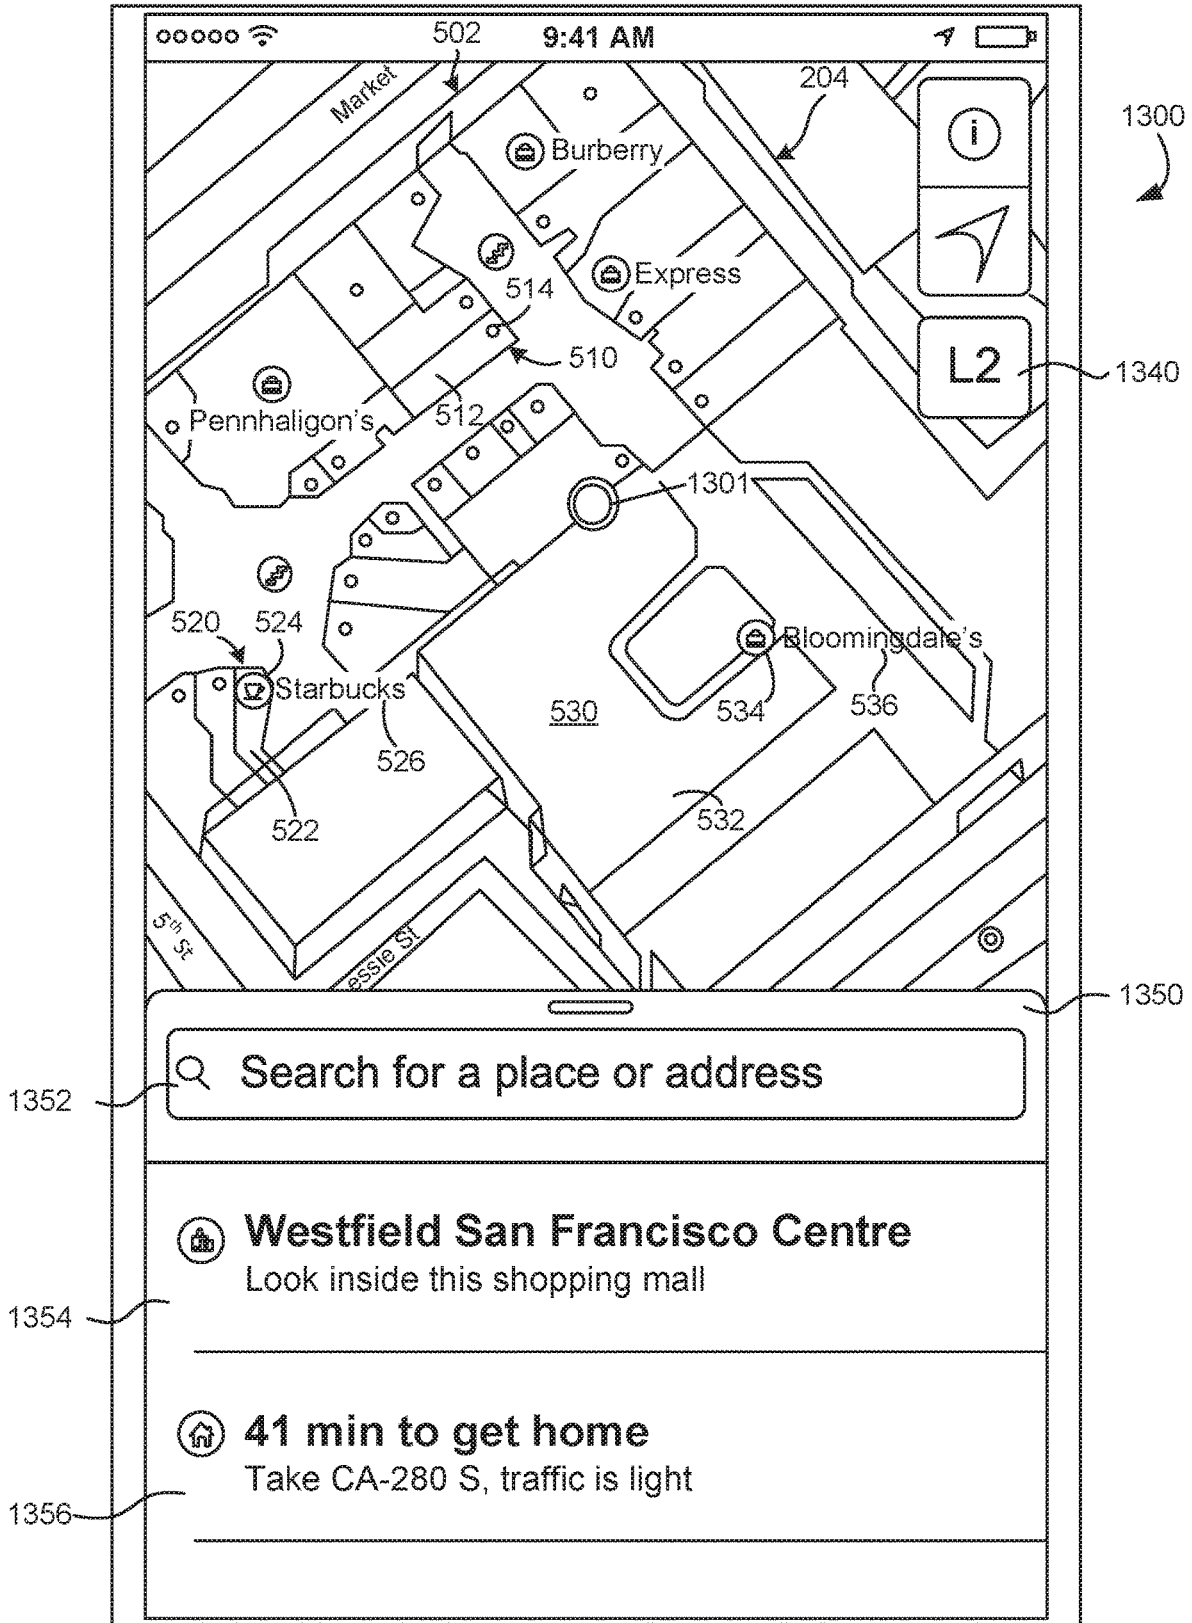 502
9:41 AM
Market
204
1300
i
Burberry
Express
514
510
L2
1340
Pennhaligon's
512
1301
520
524
Bloomingdale's
Starbucks
530
534
536
526
532
522
5th St
essie St
1350
Search for a place or address
1352
Westfield San Francisco Centre
Look inside this shopping mall
1354
41 min to get home
Take CA-280 S, traffic is light
1356